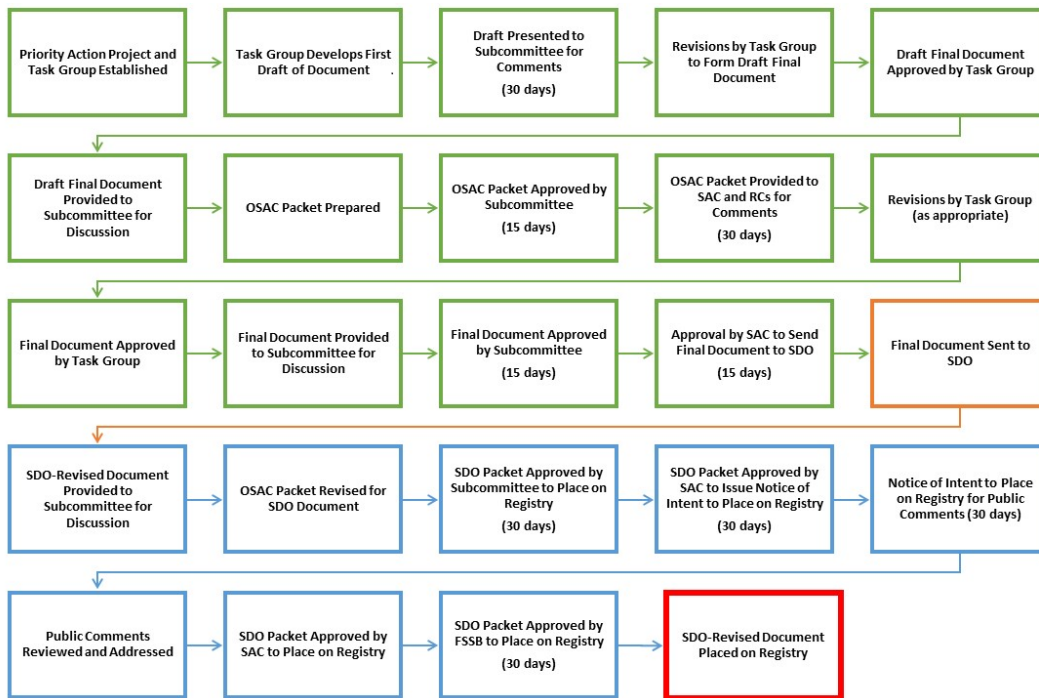 Priority Action Project and
Task Group Established
Task Group Develops First
Draft of Document .
Draft Presented to
Subcommittee for
Comments
(30 days)
Revisions by Task Group
to Form Draft Final
Document
Draft Final Document
Approved by Task Group
Draft Final Document
Provided to
Subcommittee for
Discussion
OSAC Packet Prepared
OSAC Packet Approved by
Subcommittee
(15 days)
OSAC Packet Provided to
SAC and RCs for
Comments
(30 days)
Revisions by Task Group
(as appropriate)
Final Document Approved
by Task Group
Final Document Provided
to Subcommittee for
Discussion
Final Document Approved
by Subcommittee
(15 days)
Approval by SAC to Send
Final Document to SDO
(15 days)
Final Document Sent to
SDO
SDO-Revised Document
Provided to
Subcommittee for
Discussion
OSAC Packet Revised for
SDO Document
SDO Packet Approved by
Subcommittee to Place on
Registry
(30 days)
SDO Packet Approved by
SAC to Issue Notice of
Intent to Place on Registry
(30 days)
Notice of Intent to Place
on Registry for Public
Comments (30 days)
Public Comments
Reviewed and Addressed
SDO Packet Approved by
SAC to Place on Registry
SDO Packet Approved by
FSSB to Place on Registry
(30 days)
SDO-Revised Document
Placed on Registry